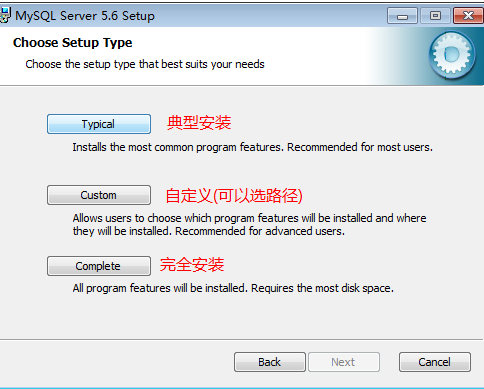 MySQL Server 5.6 Setup
Choose Setup Type
Choose the setup type that best suits your needs
Typical 典型安装
Installs the most common program features. Recommended for most users.
Custom 自定义(可以选路径)
Allows users to choose which program features will be installed and where
they will be installed. Recommended for advanced users.
Complete 完全安装
All program features will be installed. Requires the most disk space.
Back Next Cancel